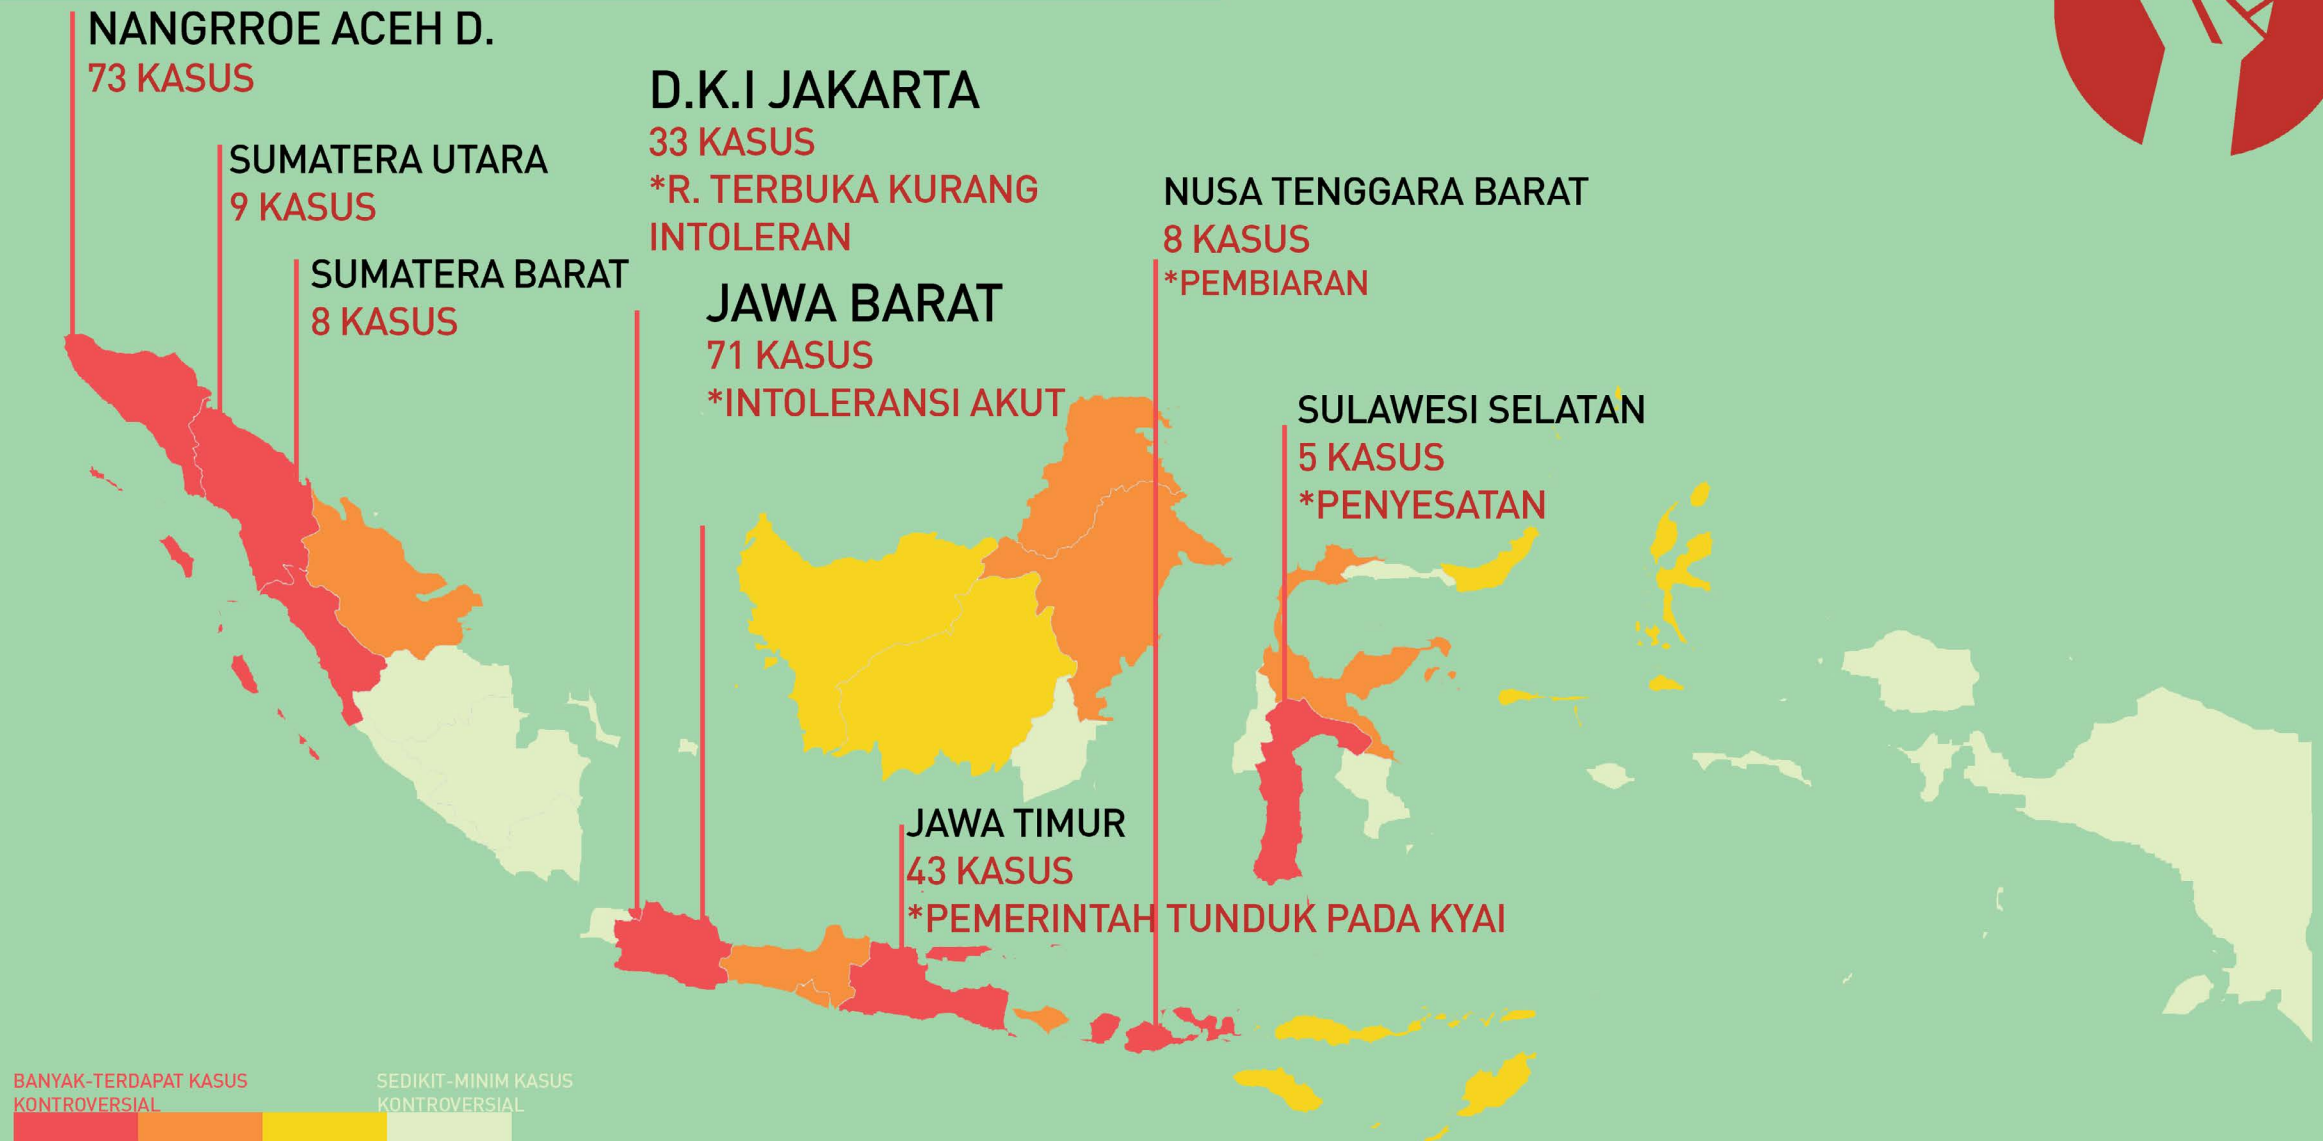 NANGRROE ACEH D.
73 KASUS
SUMATERA UTARA
9 KASUS
SUMATERA BARAT
8 KASUS
D.K.I JAKARTA
33 KASUS
*R. TERBUKA KURANG
INTOLERAN
JAWA BARAT
71 KASUS
*INTOLERANSI AKUT
NUSA TENGGARA BARAT
8 KASUS
*PEMBIARAN
SULAWESI SELATAN
5 KASUS
*PENYESATAN
JAWA TIMUR
43 KASUS
*PEMERINTAH TUNDUK PADA KYAI
BANYAK-TERDAPAT KASUS
KONTROVERSIAL
SEDIKIT-MINIM KASUS
KONTROVERSIAL